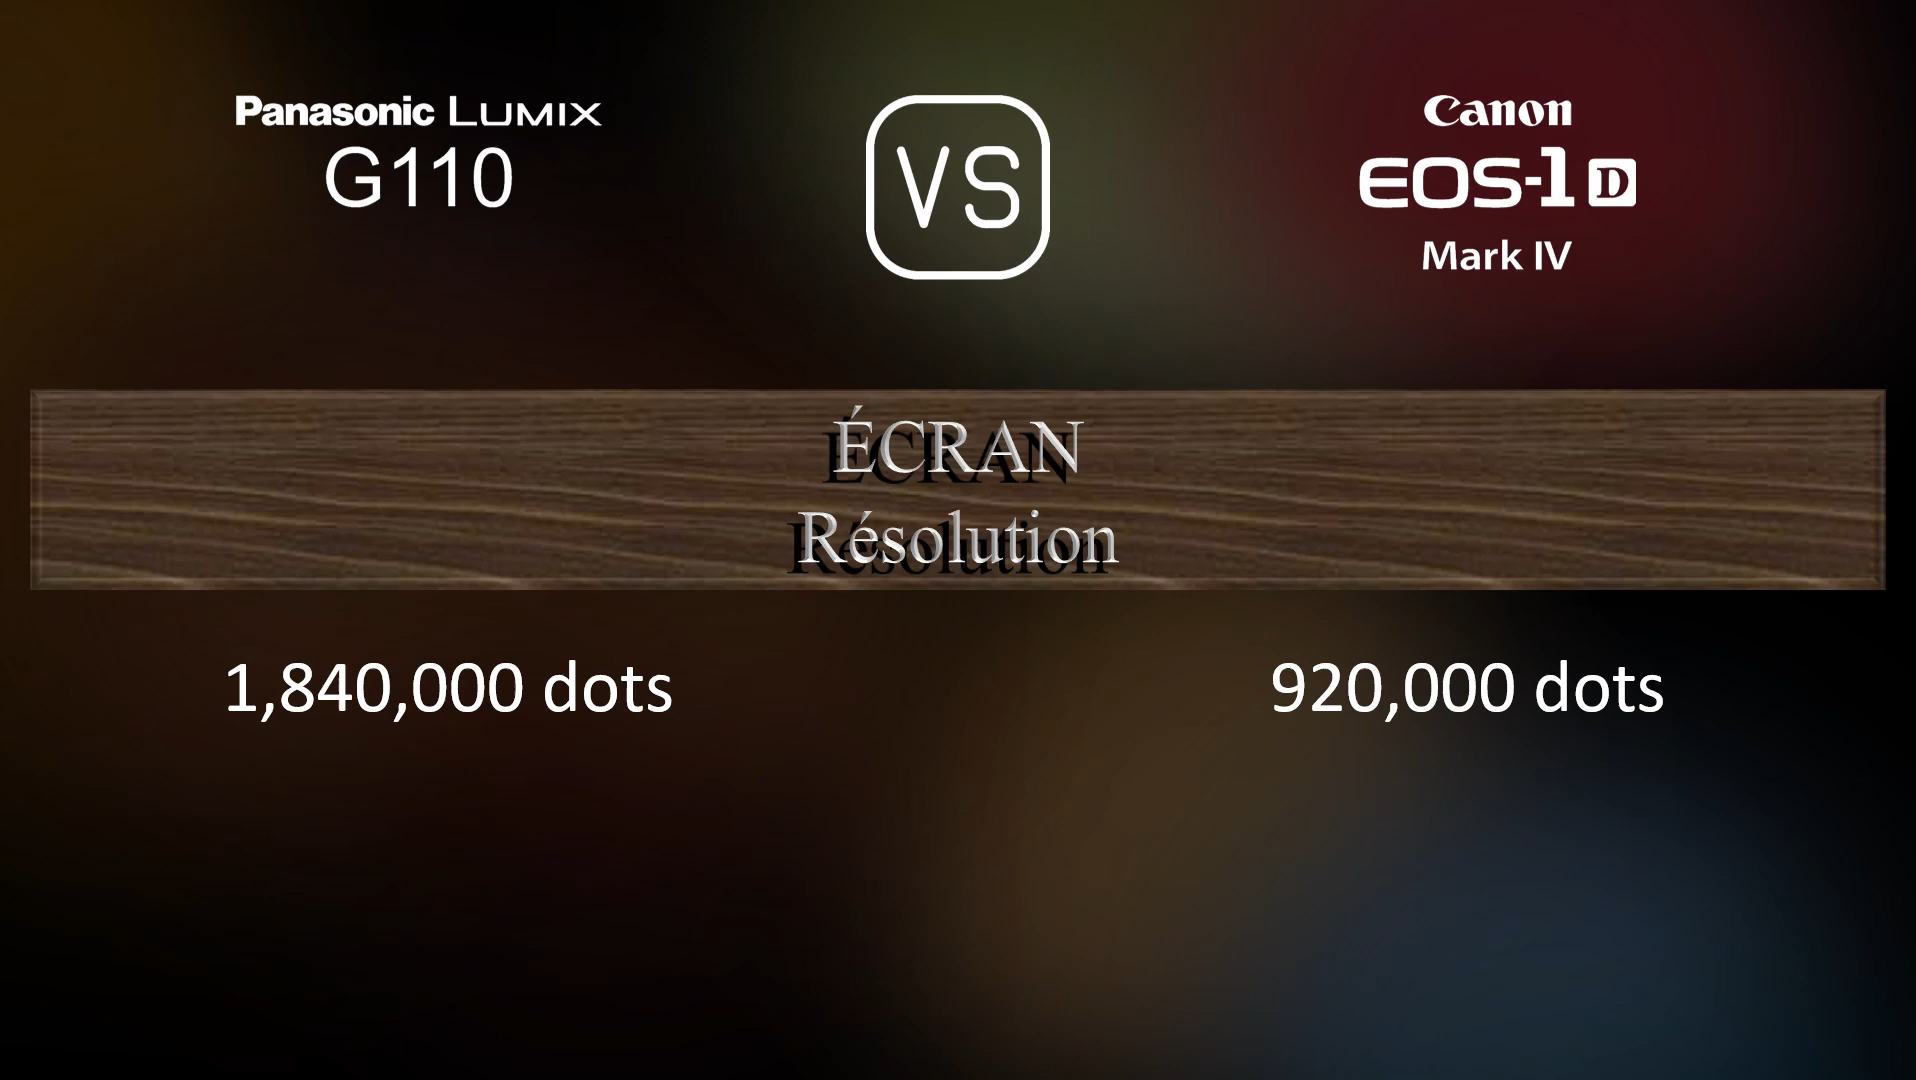 Panasonic LUMIX
G110
VS
Canon
EOS-1D
Mark IV
ÉCRAN
Résolution
1,840,000 dots
920,000 dots